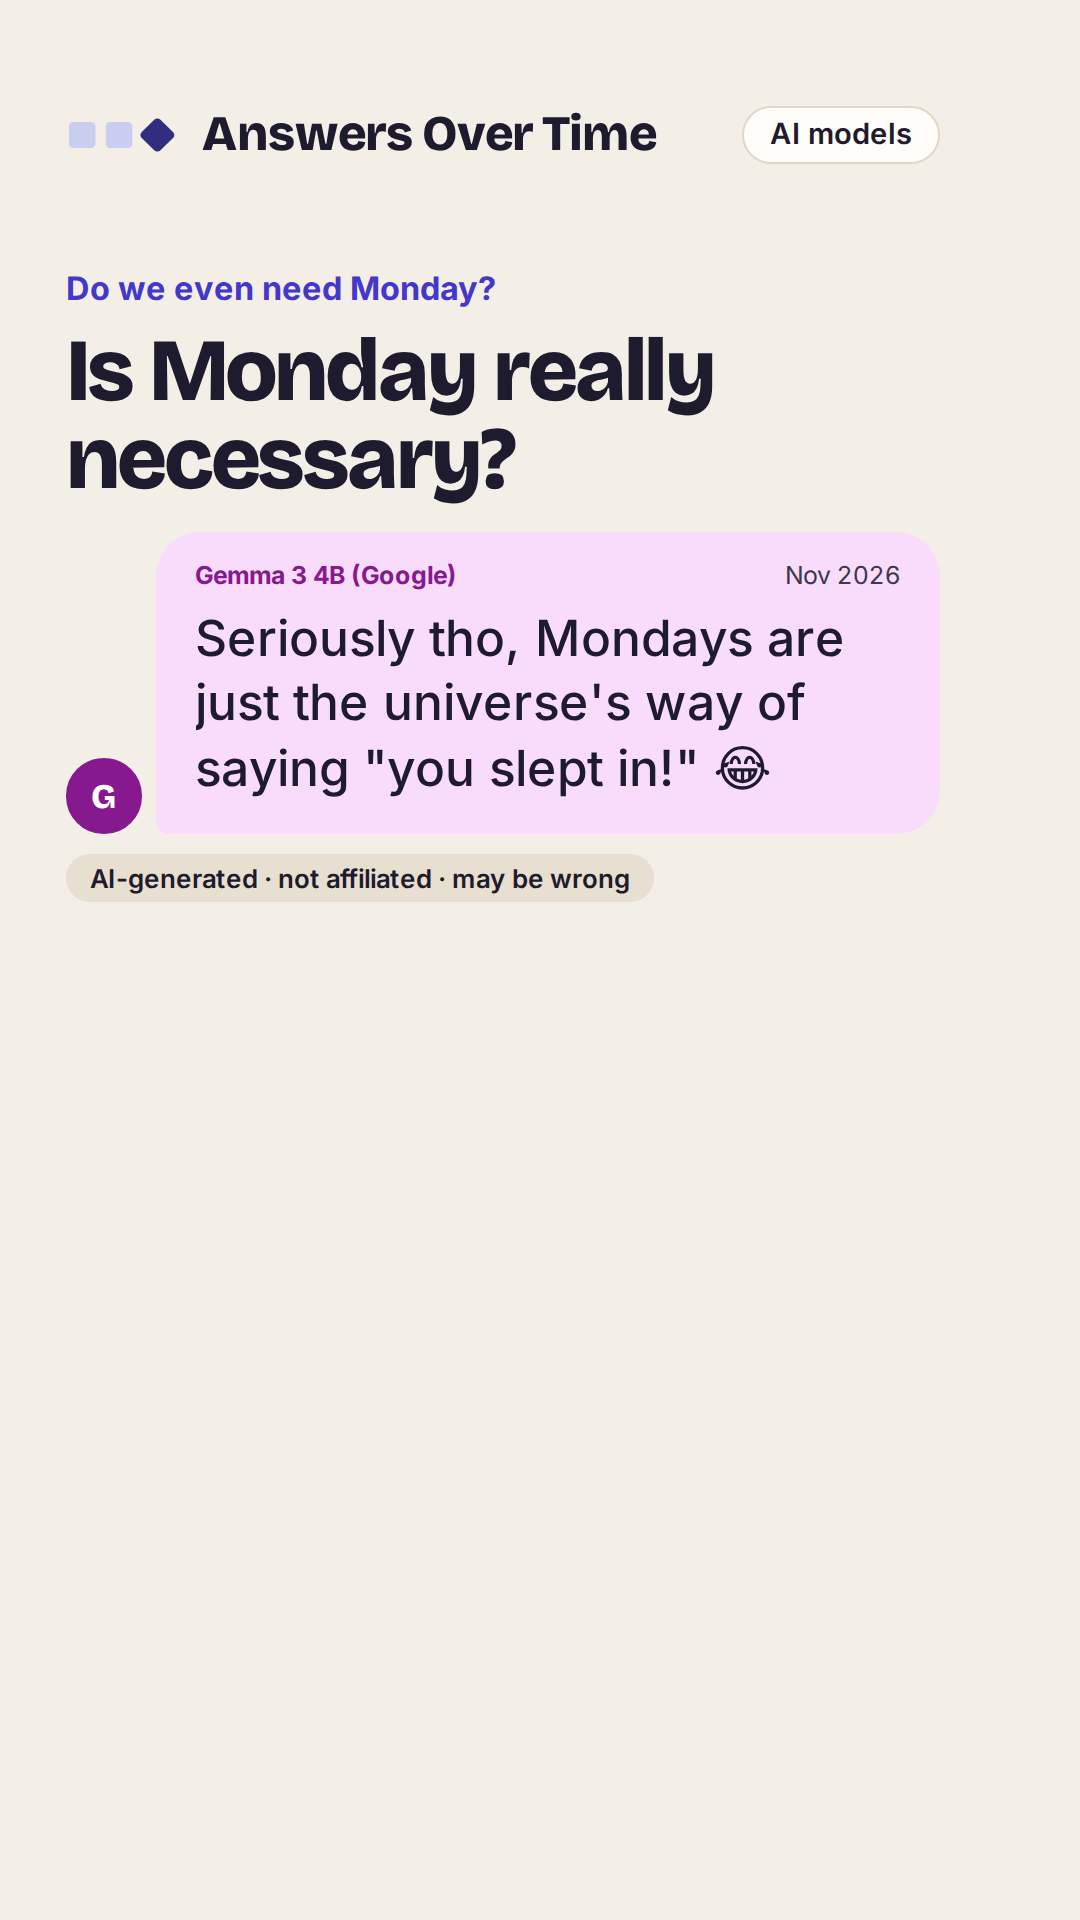 Answers Over Time
AI models
Do we even need Monday?
Is Monday really
necessary?
Gemma 3 4B (Google)
Nov 2026
Seriously tho, Mondays are
just the universe's way of
saying "you slept in!" 😂
G
AI-generated · not affiliated · may be wrong